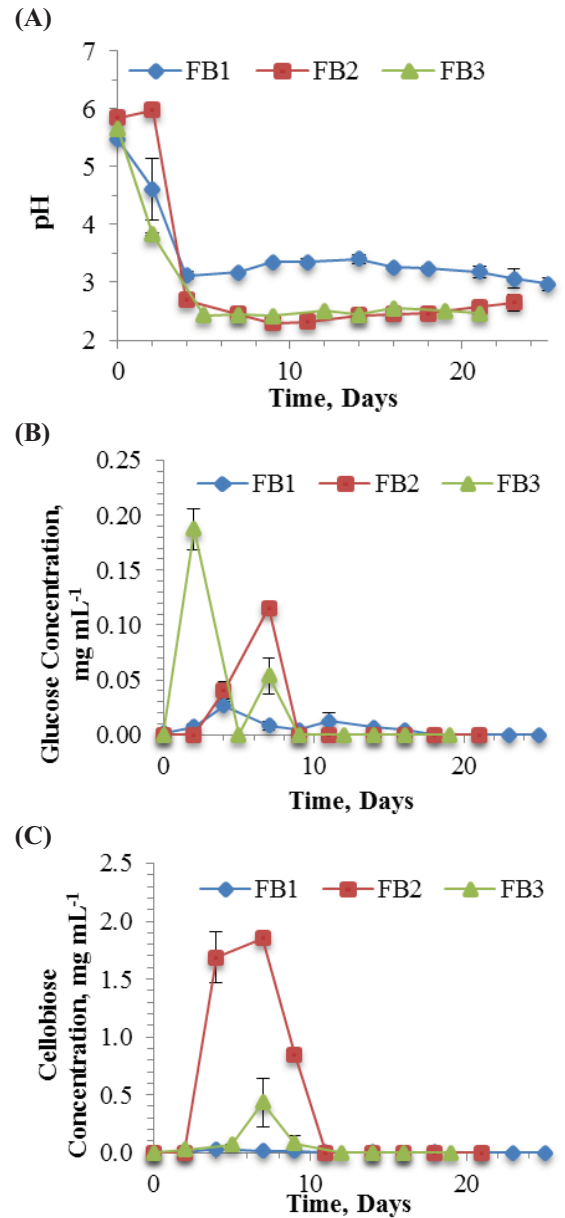 (A)
7
FB1 FB2 FB3
6
5
pH
4
3
2
0 10 20
Time, Days
(B)
0.25
FB1 FB2 FB3
0.20
0.15
Glucose Concentration,
mg mL-1
0.10
0.05
0.00
0 10 20
Time, Days
(C)
2.5
FB1 FB2 FB3
2.0
1.5
Cellobiose
Concentration, mg mL-1
1.0
0.5
0.0
0 10 20
Time, Days